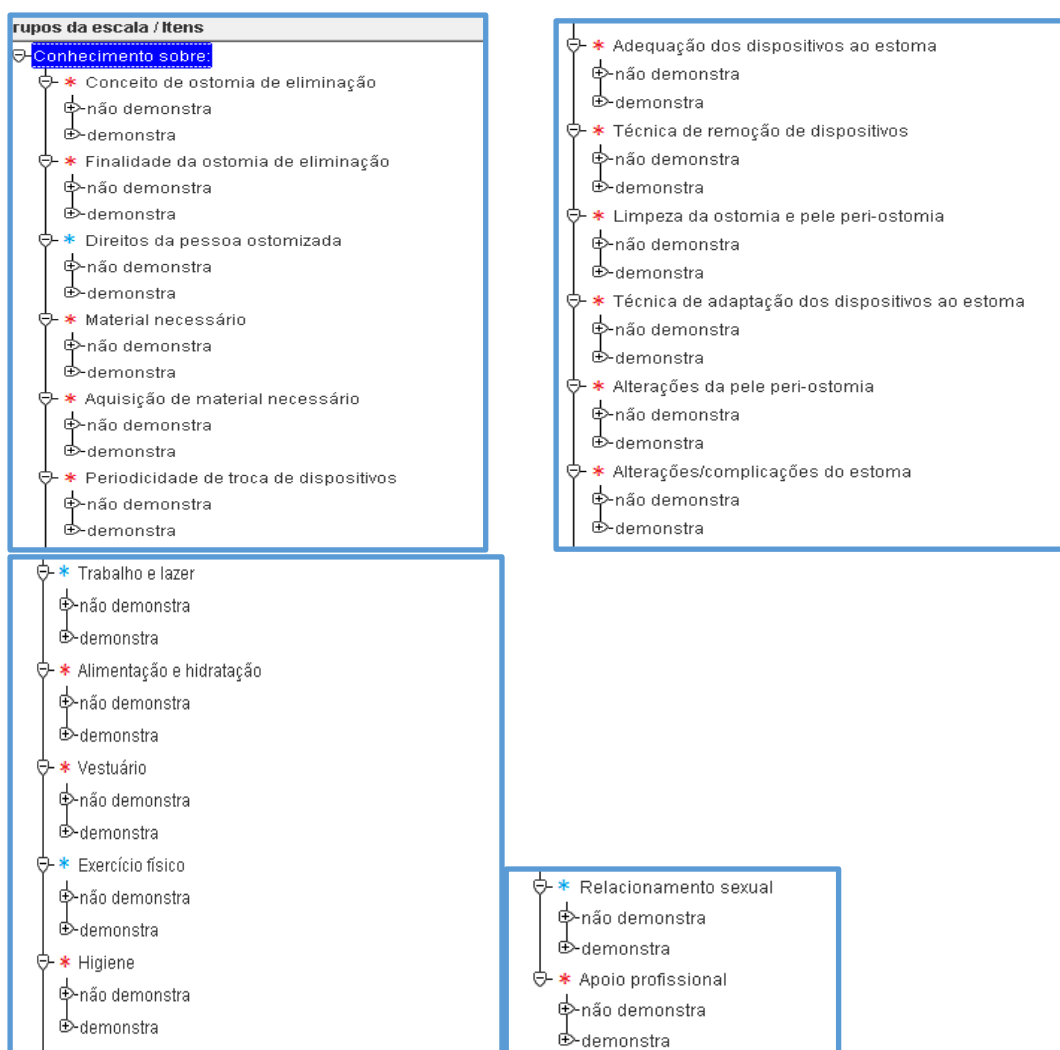 rupos da escala / Itens
Conhecimento sobre:
* Conceito de ostomia de eliminação
não demonstra
demonstra
* Finalidade da ostomia de eliminação
não demonstra
demonstra
* Direitos da pessoa ostomizada
não demonstra
demonstra
* Material necessário
não demonstra
demonstra
* Aquisição de material necessário
não demonstra
demonstra
* Periodicidade de troca de dispositivos
não demonstra
demonstra
* Adequação dos dispositivos ao estoma
não demonstra
demonstra
* Técnica de remoção de dispositivos
não demonstra
demonstra
* Limpeza da ostomia e pele peri-ostomia
não demonstra
demonstra
* Técnica de adaptação dos dispositivos ao estoma
não demonstra
demonstra
* Alterações da pele peri-ostomia
não demonstra
demonstra
* Alterações/complicações do estoma
não demonstra
demonstra
* Trabalho e lazer
não demonstra
demonstra
* Alimentação e hidratação
não demonstra
demonstra
* Vestuário
não demonstra
demonstra
* Exercício físico
não demonstra
demonstra
* Higiene
não demonstra
demonstra
* Relacionamento sexual
não demonstra
demonstra
* Apoio profissional
não demonstra
demonstra